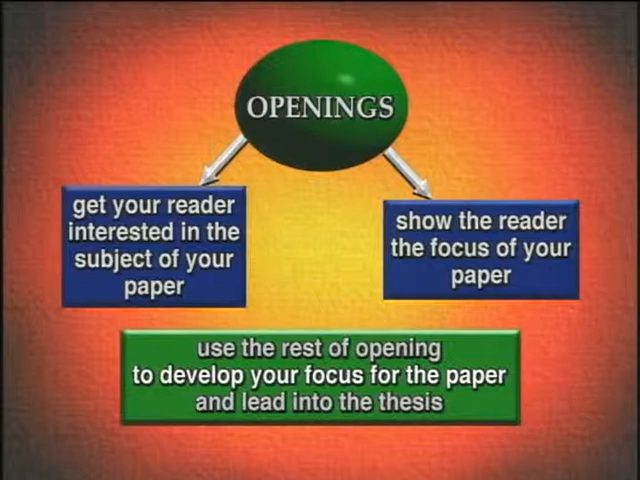 OPENINGS
get your reader
interested in the
subject of your
paper
show the reader
the focus of your
paper
use the rest of opening
to develop your focus for the paper
and lead into the thesis